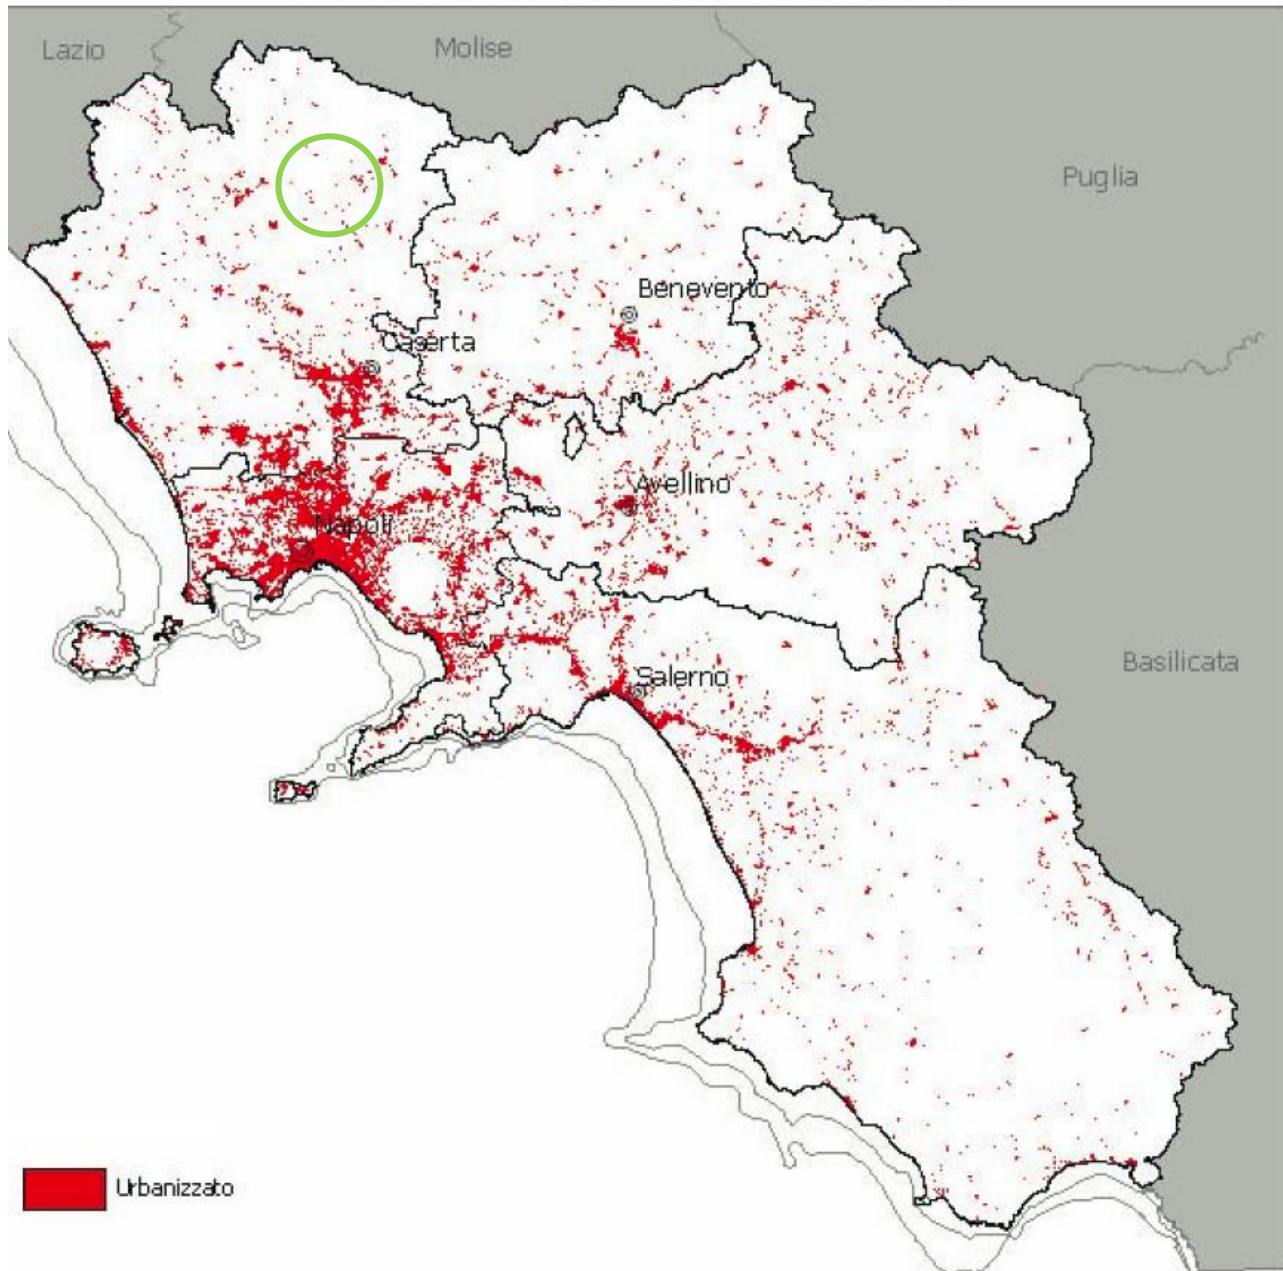 Lazio
Molise
Puglia
Benevento
Caserta
Avellino
Napoli
Basilicata
Salerno
Urbanizzato